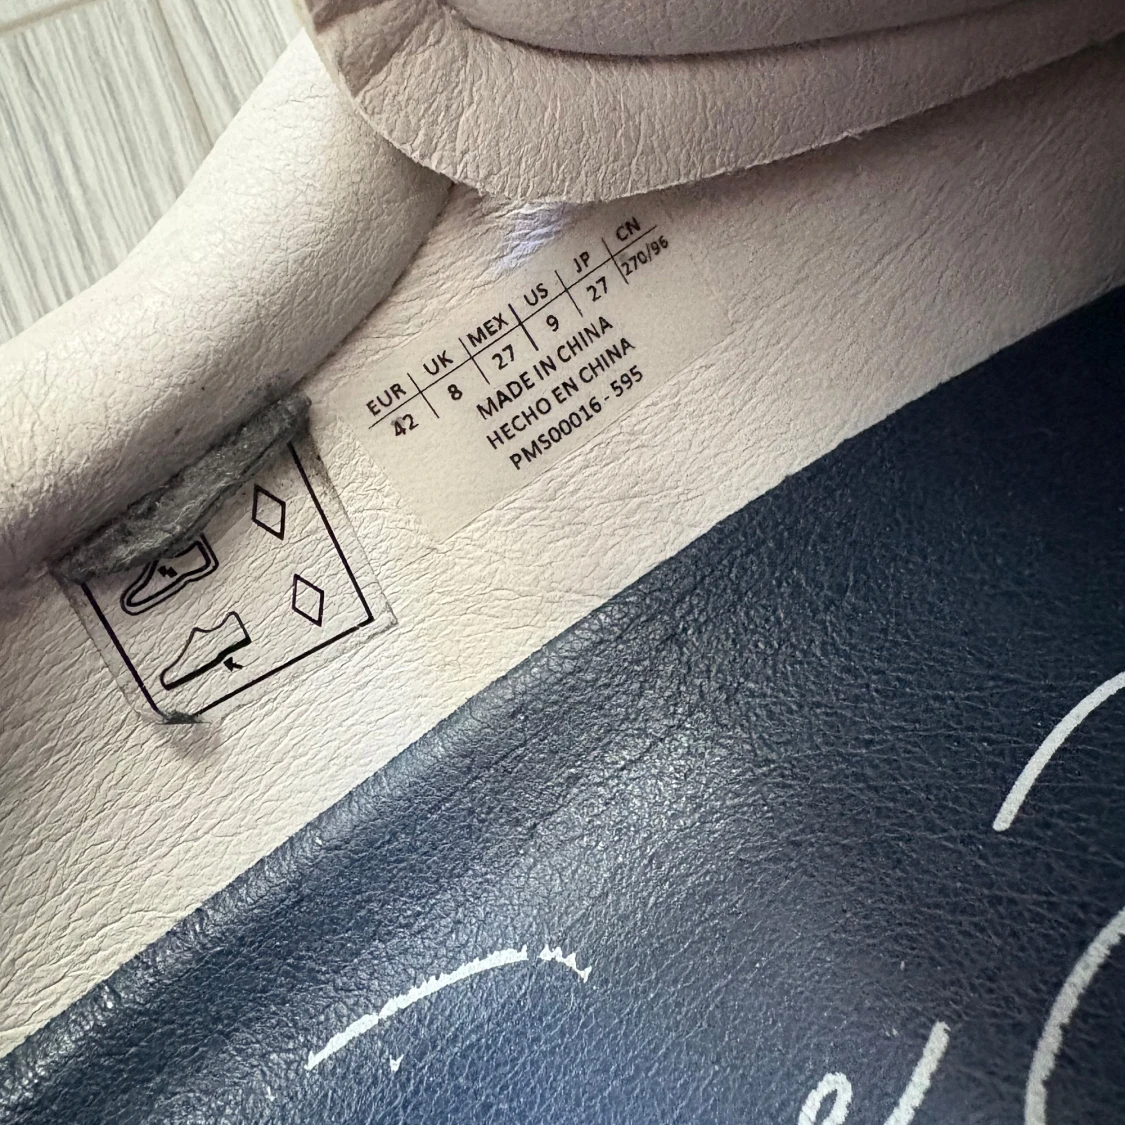 EUR UK MEX US JP CN
42 8 27 9 27 270/96
MADE IN CHINA
HECHO EN CHINA
PMS00016 - 595